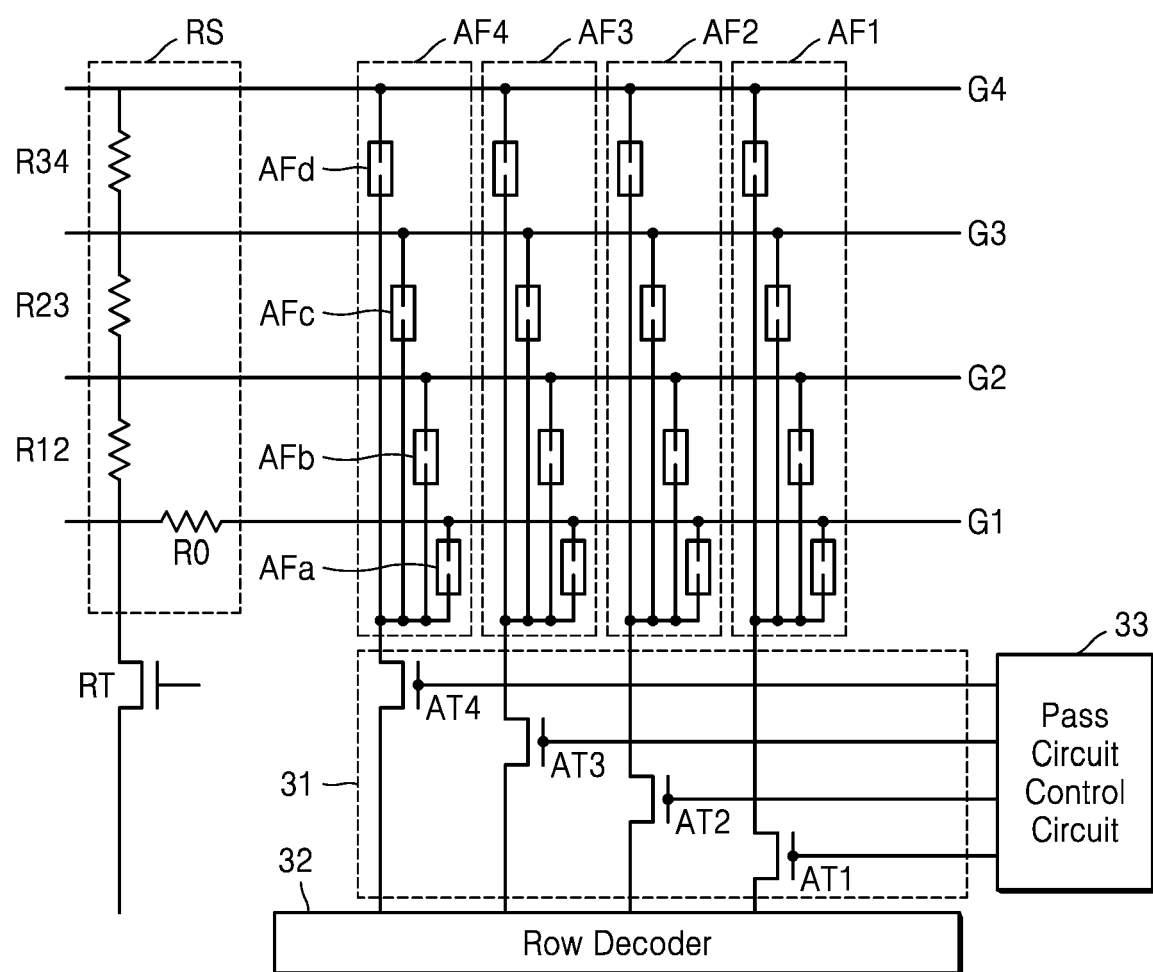 RS
AF4
AF3
AF2
AF1
G4
R34
AFd
G3
R23
AFc
G2
R12
AFb
G1
R0
AFa
33
RT
AT4
Pass
Circuit
Control
Circuit
AT3
31
AT2
32
AT1
Row Decoder